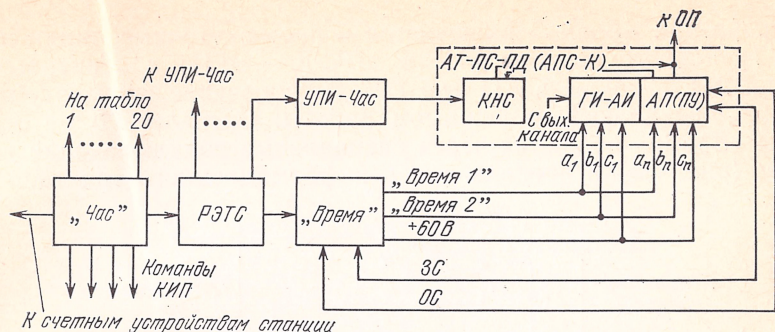 К ОП
К УПИ-Час
АТ-ПС-ПД (АПС-К)
На табло
1 ..... 20
.....
УПИ-Час
КНС
С вых. канала
ГИ-АИ
АП(ПУ)
a₁ b₁ c₁ aₙ bₙ cₙ
„Час"
РЭТС
„Время"
„Время 1"
„Время 2"
+60В
ЗС
ОС
Команды
КИП
К счетным устройствам станции